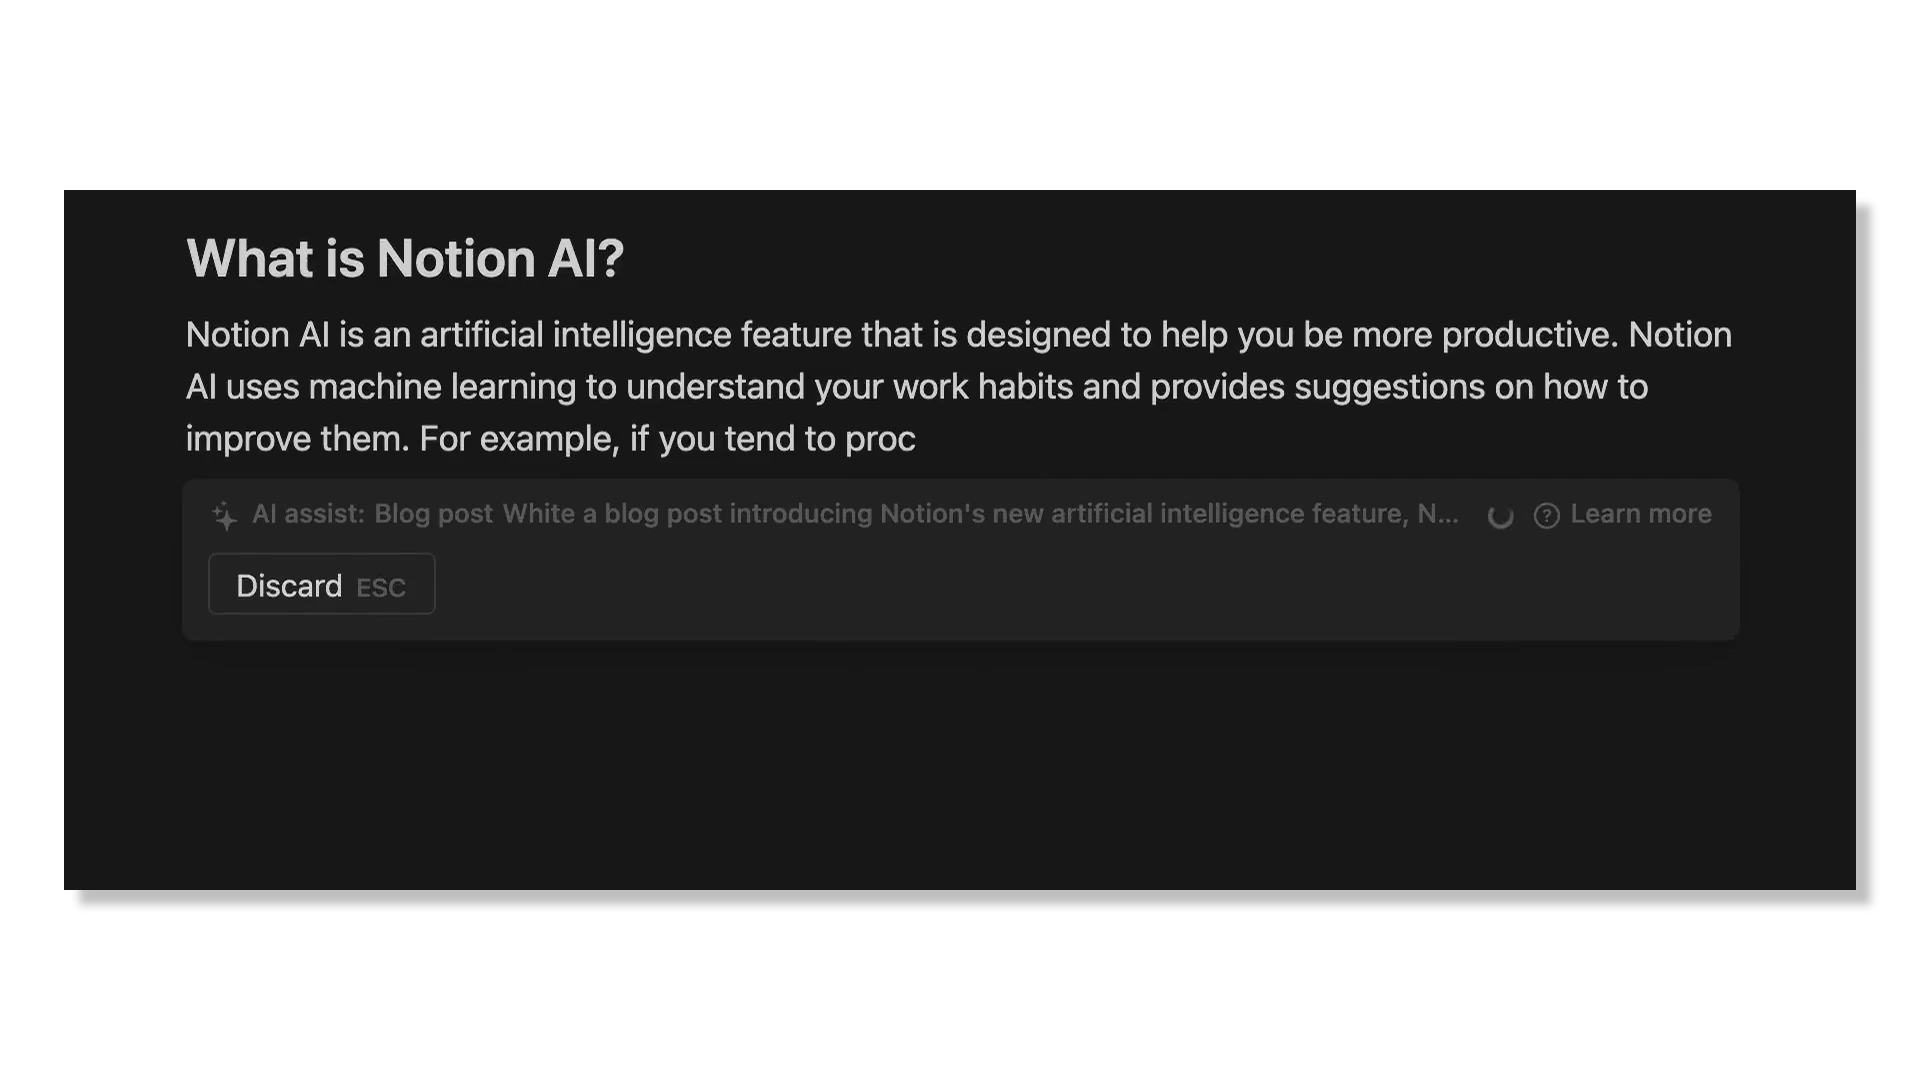 What is Notion AI?
Notion AI is an artificial intelligence feature that is designed to help you be more productive. Notion
AI uses machine learning to understand your work habits and provides suggestions on how to
improve them. For example, if you tend to proc
AI assist: Blog post White a blog post introducing Notion's new artificial intelligence feature, N... Learn more
Discard ESC